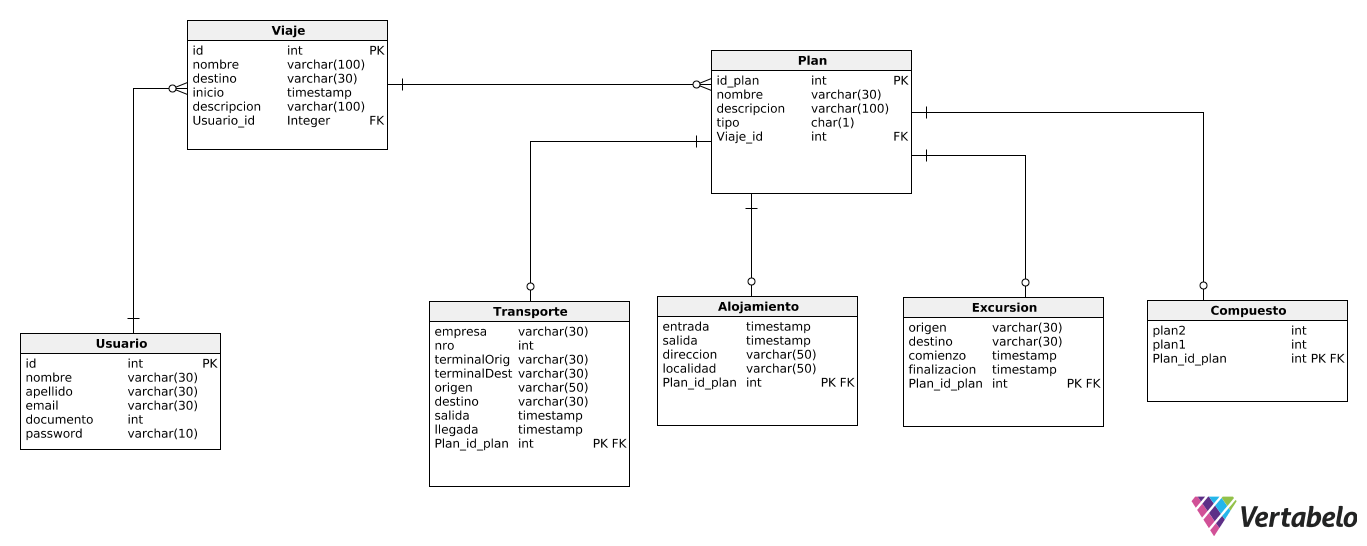 Viaje
id int PK
nombre varchar(100)
destino varchar(30)
inicio timestamp
descripcion varchar(100)
Usuario_id Integer FK
Plan
id_plan int PK
nombre varchar(30)
descripcion varchar(100)
tipo char(1)
Viaje_id int FK
Usuario
id int PK
nombre varchar(30)
apellido varchar(30)
email varchar(30)
documento int
password varchar(10)
Transporte
empresa varchar(30)
nro int
terminalOrig varchar(30)
terminalDest varchar(30)
origen varchar(50)
destino varchar(30)
salida timestamp
llegada timestamp
Plan_id_plan int PK FK
Alojamiento
entrada timestamp
salida timestamp
direccion varchar(50)
localidad varchar(50)
Plan_id_plan int PK FK
Excursion
origen varchar(30)
destino varchar(30)
comienzo timestamp
finalizacion timestamp
Plan_id_plan int PK FK
Compuesto
plan2 int
plan1 int
Plan_id_plan int PK FK
Vertabelo